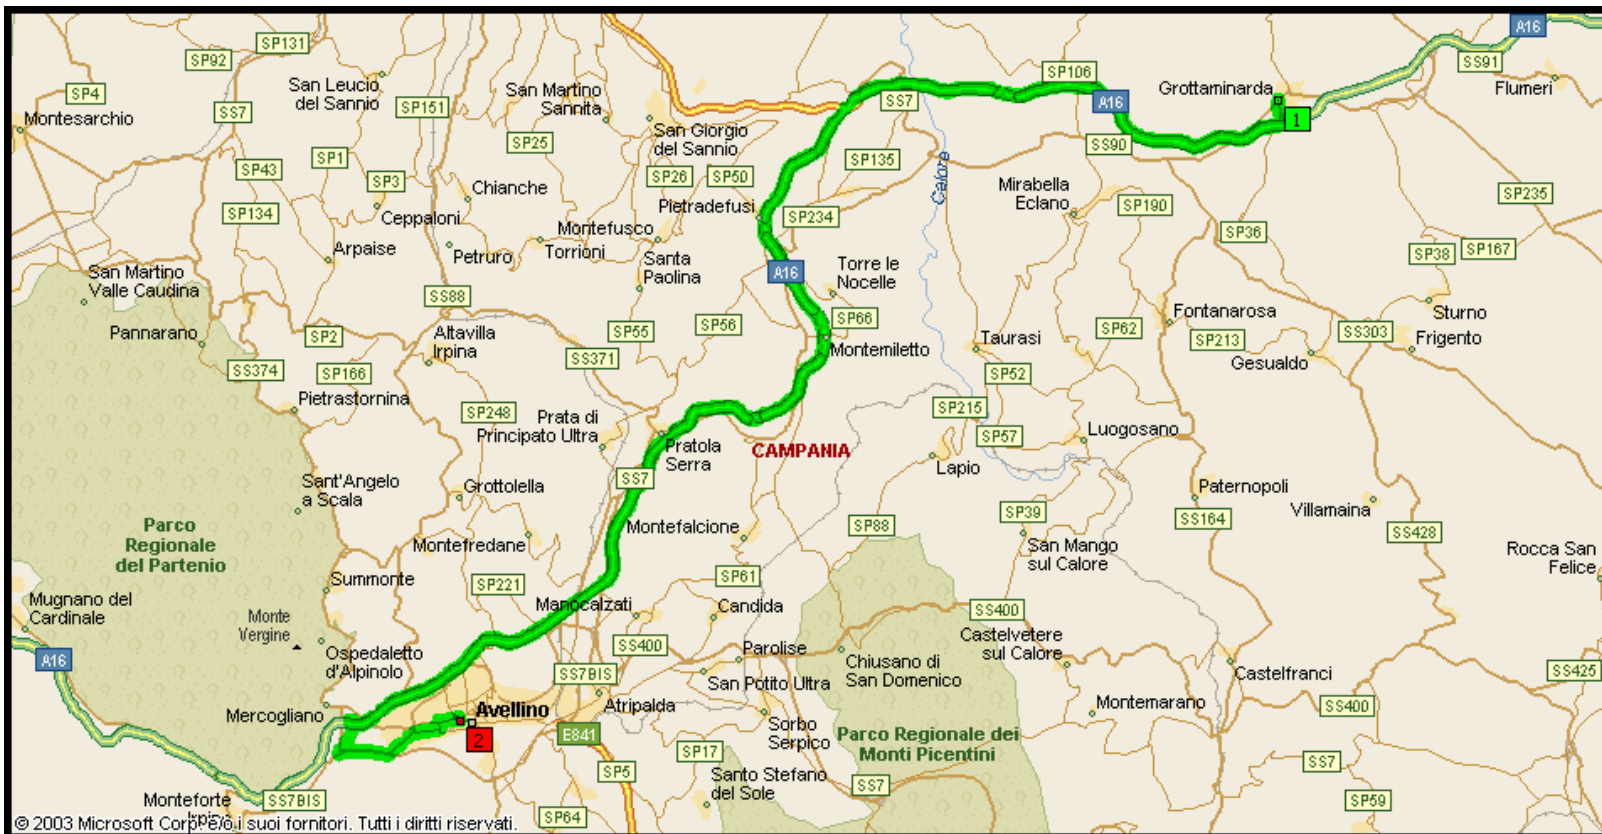 A16
SP131
SP92
SS91
San Leucio
del Sannio
SP4
SP106
Grottaminarda
Flumeri
San Martino
Sannita
SP151
SS7
SS7
A16
Montesarchio
San Giorgio
del Sannio
1
SP25
SS90
SP1
SP135
SP43
SP26
SP50
Calore
SP3
Chianche
Mirabella
Eclano
SP235
SP134
Ceppaloni
Pietradefusi
SP234
SP190
Montefusco
SP36
Arpaise
Petruro
Torrioni
SP167
SP38
Santa
Paolina
A16
Torre le
Nocelle
San Martino
Valle Caudina
SS88
Sturno
Fontanarosa
SP66
SP56
Pannarano
SP2
Altavilla
Irpina
SP55
SP62
SS303
Taurasi
SP213
Frigento
Montemiletto
SS371
Gesualdo
SS374
SP166
SP52
Pietrastornina
SP248
Prata di
Principato Ultra
SP215
Luogosano
SP57
Pratola
Serra
CAMPANIA
Lapio
SS7
Sant'Angelo
a Scala
Grottolella
Paternopoli
Villamaina
Parco
Regionale
del Partenio
Montefalcione
SP88
SP39
SS164
SS428
Montefredane
San Mango
sul Calore
Rocca San
Felice
Summonte
SP221
SP61
Mugnano del
Cardinale
Manocalzati
Candida
SS400
Monte
Vergine
SS400
Castelvetere
sul Calore
Ospedaletto
d'Alpinolo
Parolise
A16
SS7BIS
Chiusano di
San Domenico
Castelfranci
SS425
San Potito Ultra
Mercogliano
Avellino
Atripalda
Montemarano
SS400
Sorbo
Serpico
2
E841
Parco Regionale dei
Monti Picentini
SP17
SS7
SP5
Santo Stefano
del Sole
SS7
Monteforte
Irpino
SS7BIS
SP59
SP64
© 2003 Microsoft Corp. e/o i suoi fornitori. Tutti i diritti riservati.